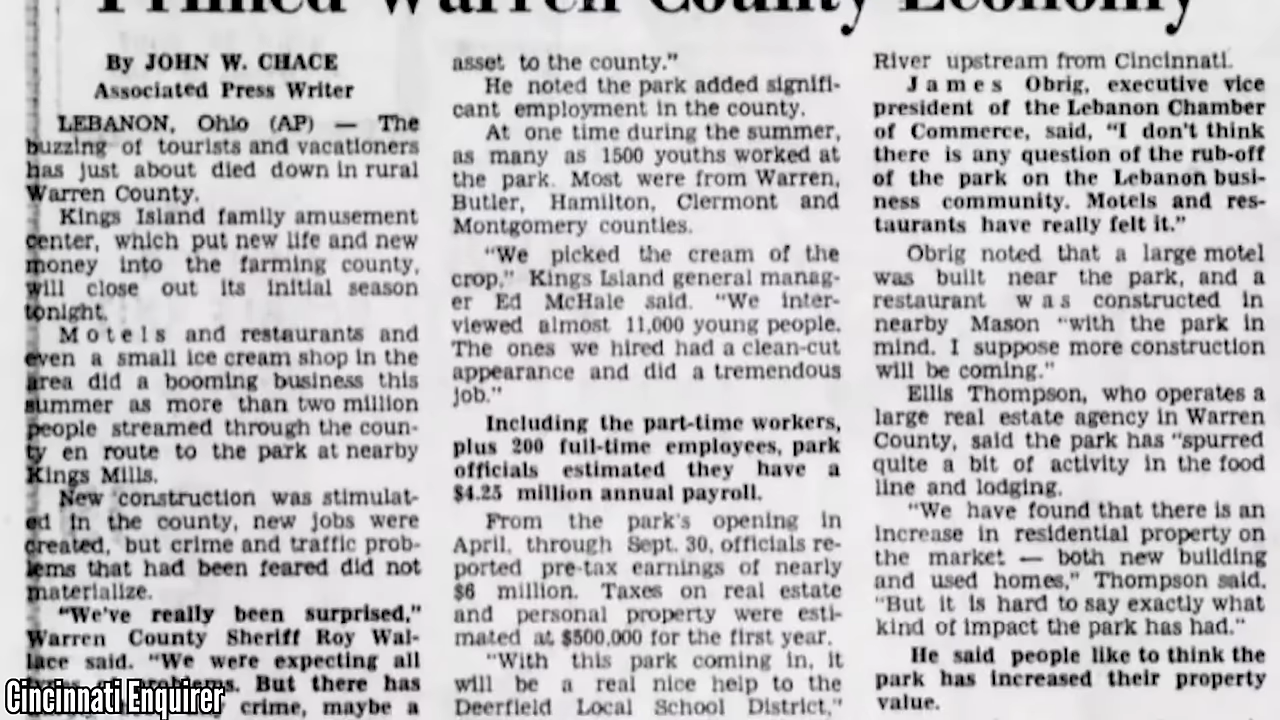 Primed Warren County Economy
By JOHN W. CHACE
Associated Press Writer
LEBANON, Ohio (AP) — The
buzzing of tourists and vacationers
has just about died down in rural
Warren County.
Kings Island family amusement
center, which put new life and new
money into the farming county,
will close out its initial season
tonight.
Motels and restaurants and
even a small ice cream shop in the
area did a booming business this
summer as more than two million
people streamed through the coun-
ty en route to the park at nearby
Kings Mills.
New construction was stimulat-
ed in the county, new jobs were
created, but crime and traffic prob-
lems that had been feared did not
materialize.
"We've really been surprised,"
Warren County Sheriff Roy Wal-
lace said. "We were expecting all
But there has
crime, maybe a
asset to the county."
He noted the park added signifi-
cant employment in the county.
At one time during the summer,
as many as 1500 youths worked at
the park. Most were from Warren,
Butler, Hamilton, Clermont and
Montgomery counties.
"We picked the cream of the
crop," Kings Island general manag-
er Ed McHale said. "We inter-
viewed almost 11,000 young people.
The ones we hired had a clean-cut
appearance and did a tremendous
job."
Including the part-time workers,
plus 200 full-time employees, park
officials estimated they have a
$4.25 million annual payroll.
From the park's opening in
April, through Sept. 30, officials re-
ported pre-tax earnings of nearly
$6 million. Taxes on real estate
and personal property were esti-
mated at $500,000 for the first year.
"With this park coming in, it
will be a real nice help to the
Deerfield Local School District,"
River upstream from Cincinnati.
James Obrig, executive vice
president of the Lebanon Chamber
of Commerce, said, "I don't think
there is any question of the rub-off
of the park on the Lebanon busi-
ness community. Motels and res-
taurants have really felt it."
Obrig noted that a large motel
was built near the park, and a
restaurant was constructed in
nearby Mason "with the park in
mind. I suppose more construction
will be coming."
Ellis Thompson, who operates a
large real estate agency in Warren
County, said the park has "spurred
quite a bit of activity in the food
line and lodging.
"We have found that there is an
increase in residential property on
the market — both new building
and used homes," Thompson said.
"But it is hard to say exactly what
kind of impact the park has had."
He said people like to think the
park has increased their property
value.
Cincinnati Enquirer